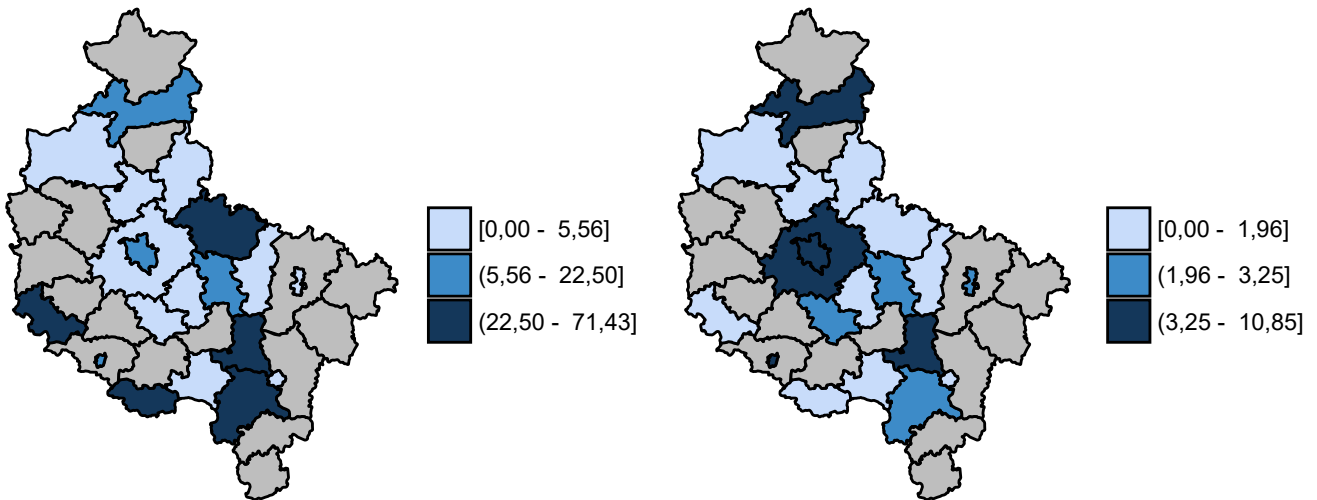 [0,00 - 5,56]
(5,56 - 22,50]
(22,50 - 71,43]
[0,00 - 1,96]
(1,96 - 3,25]
(3,25 - 10,85]